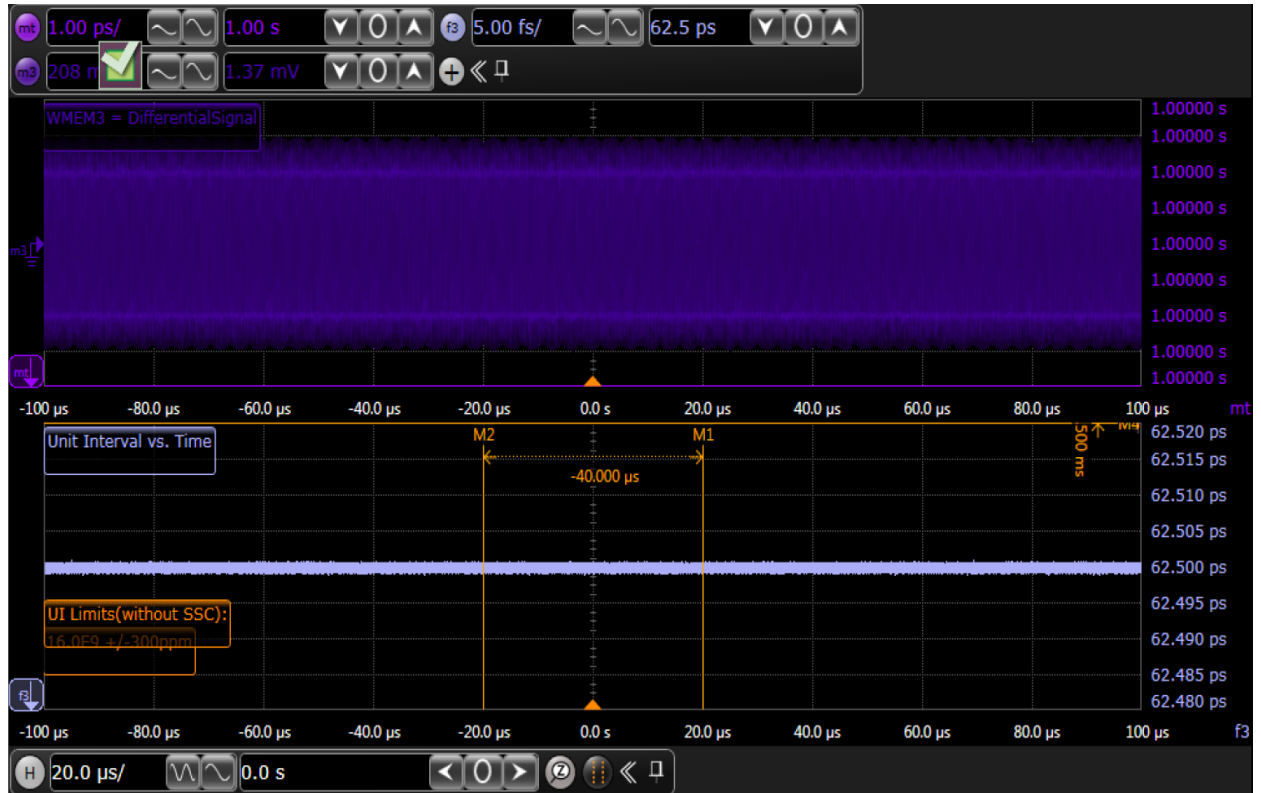 mt 1.00 ps/ 1.00 s f3 5.00 fs/ 62.5 ps
m3 208 m 1.37 mV
WMEM3 = DifferentialSignal
1.00000 s
1.00000 s
1.00000 s
1.00000 s
m3 1.00000 s
1.00000 s
1.00000 s
1.00000 s
mt 1.00000 s
-100 µs -80.0 µs -60.0 µs -40.0 µs -20.0 µs 0.0 s 20.0 µs 40.0 µs 60.0 µs 80.0 µs 100 µs mt
Unit Interval vs. Time M2 M1 500 ms M4 62.520 ps
62.515 ps
-40.000 µs
62.510 ps
62.505 ps
62.500 ps
62.495 ps
UI Limits(without SSC):
16.0E9 +/-300ppm 62.490 ps
62.485 ps
f3 62.480 ps
-100 µs -80.0 µs -60.0 µs -40.0 µs -20.0 µs 0.0 s 20.0 µs 40.0 µs 60.0 µs 80.0 µs 100 µs f3
H 20.0 µs/ 0.0 s Z